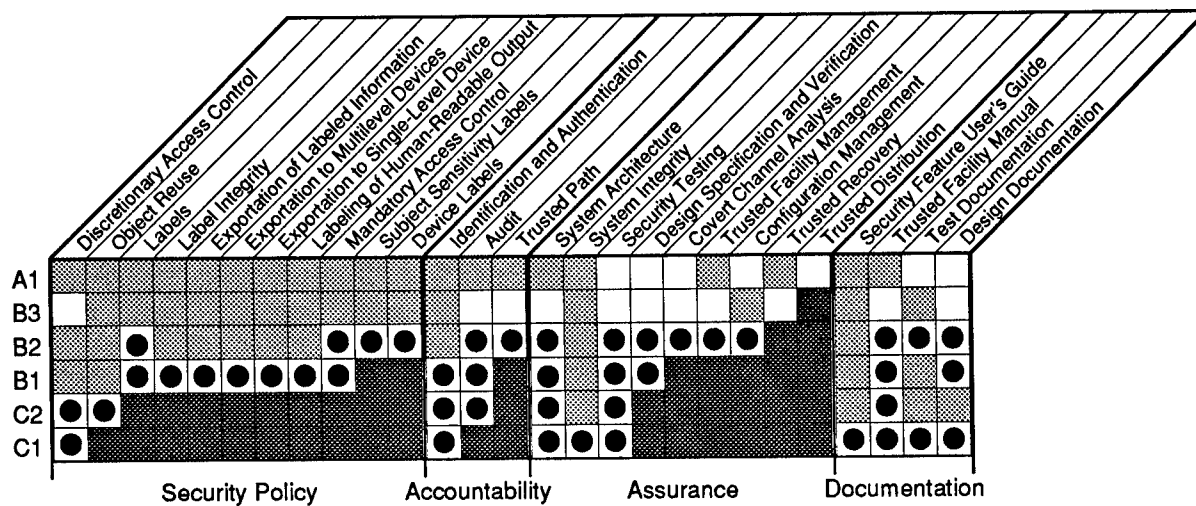 Discretionary Access Control
Object Reuse
Labels
Label Integrity
Exportation of Labeled Information
Exportation to Multilevel Devices
Exportation to Single-Level Device
Labeling of Human-Readable Output
Mandatory Access Control
Subject Sensitivity Labels
Device Labels
Identification and Authentication
Audit
Trusted Path
System Architecture
System Integrity
Security Testing
Design Specification and Verification
Covert Channel Analysis
Trusted Facility Management
Configuration Management
Trusted Recovery
Trusted Distribution
Security Feature User's Guide
Trusted Facility Manual
Test Documentation
Design Documentation
A1
B3
B2
B1
C2
C1
Security Policy
Accountability
Assurance
Documentation